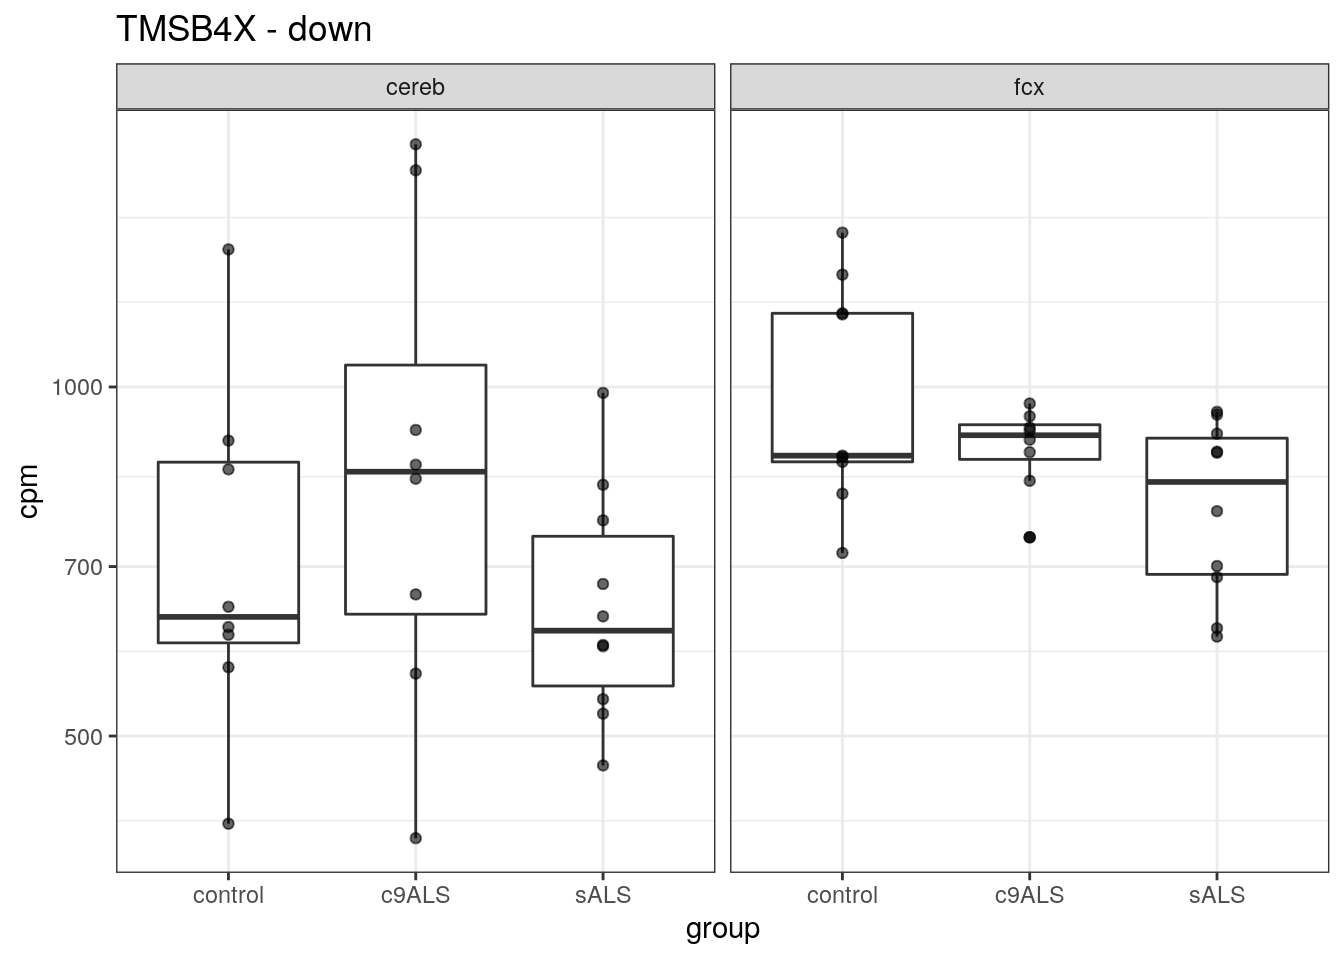 TMSB4X - down
cereb
fcx
cpm
1000
700
500
control
c9ALS
sALS
control
c9ALS
sALS
group